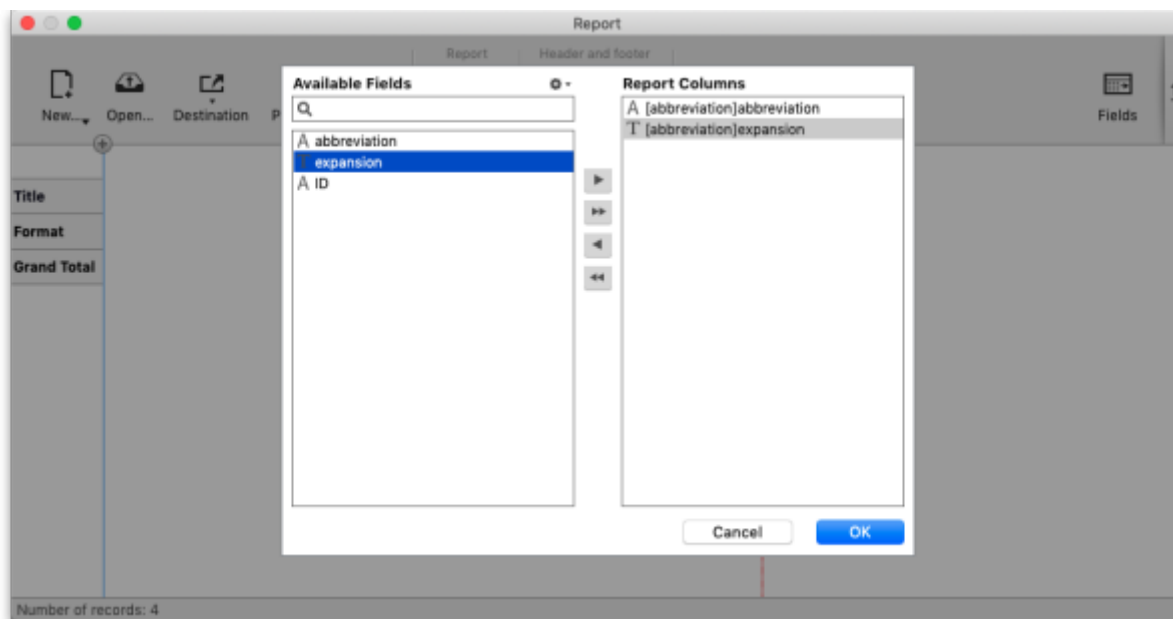 Report
Report Header and footer
New... Open... Destination P Fields
Title
Format
Grand Total
Available Fields
A abbreviation
T expansion
A ID
Report Columns
A [abbreviation]abbreviation
T [abbreviation]expansion
Cancel OK
Number of records: 4